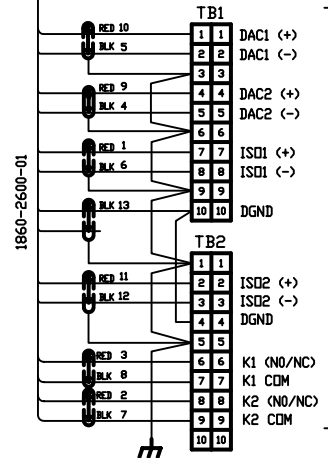 TB1
RED 10 1 1 DAC1 (+)
BLK 5 2 2 DAC1 (-)
3 3
RED 9 4 4 DAC2 (+)
BLK 4 5 5 DAC2 (-)
6 6
RED 1 7 7 ISO1 (+)
BLK 6 8 8 ISO1 (-)
9 9
BLK 13 10 10 DGND
1860-2600-01
TB2
1 1
RED 11 2 2 ISO2 (+)
BLK 12 3 3 ISO2 (-)
4 4 DGND
5 5
RED 3 6 6 K1 (NO/NC)
BLK 8 7 7 K1 COM
RED 2 8 8 K2 (NO/NC)
BLK 7 9 9 K2 COM
10 10